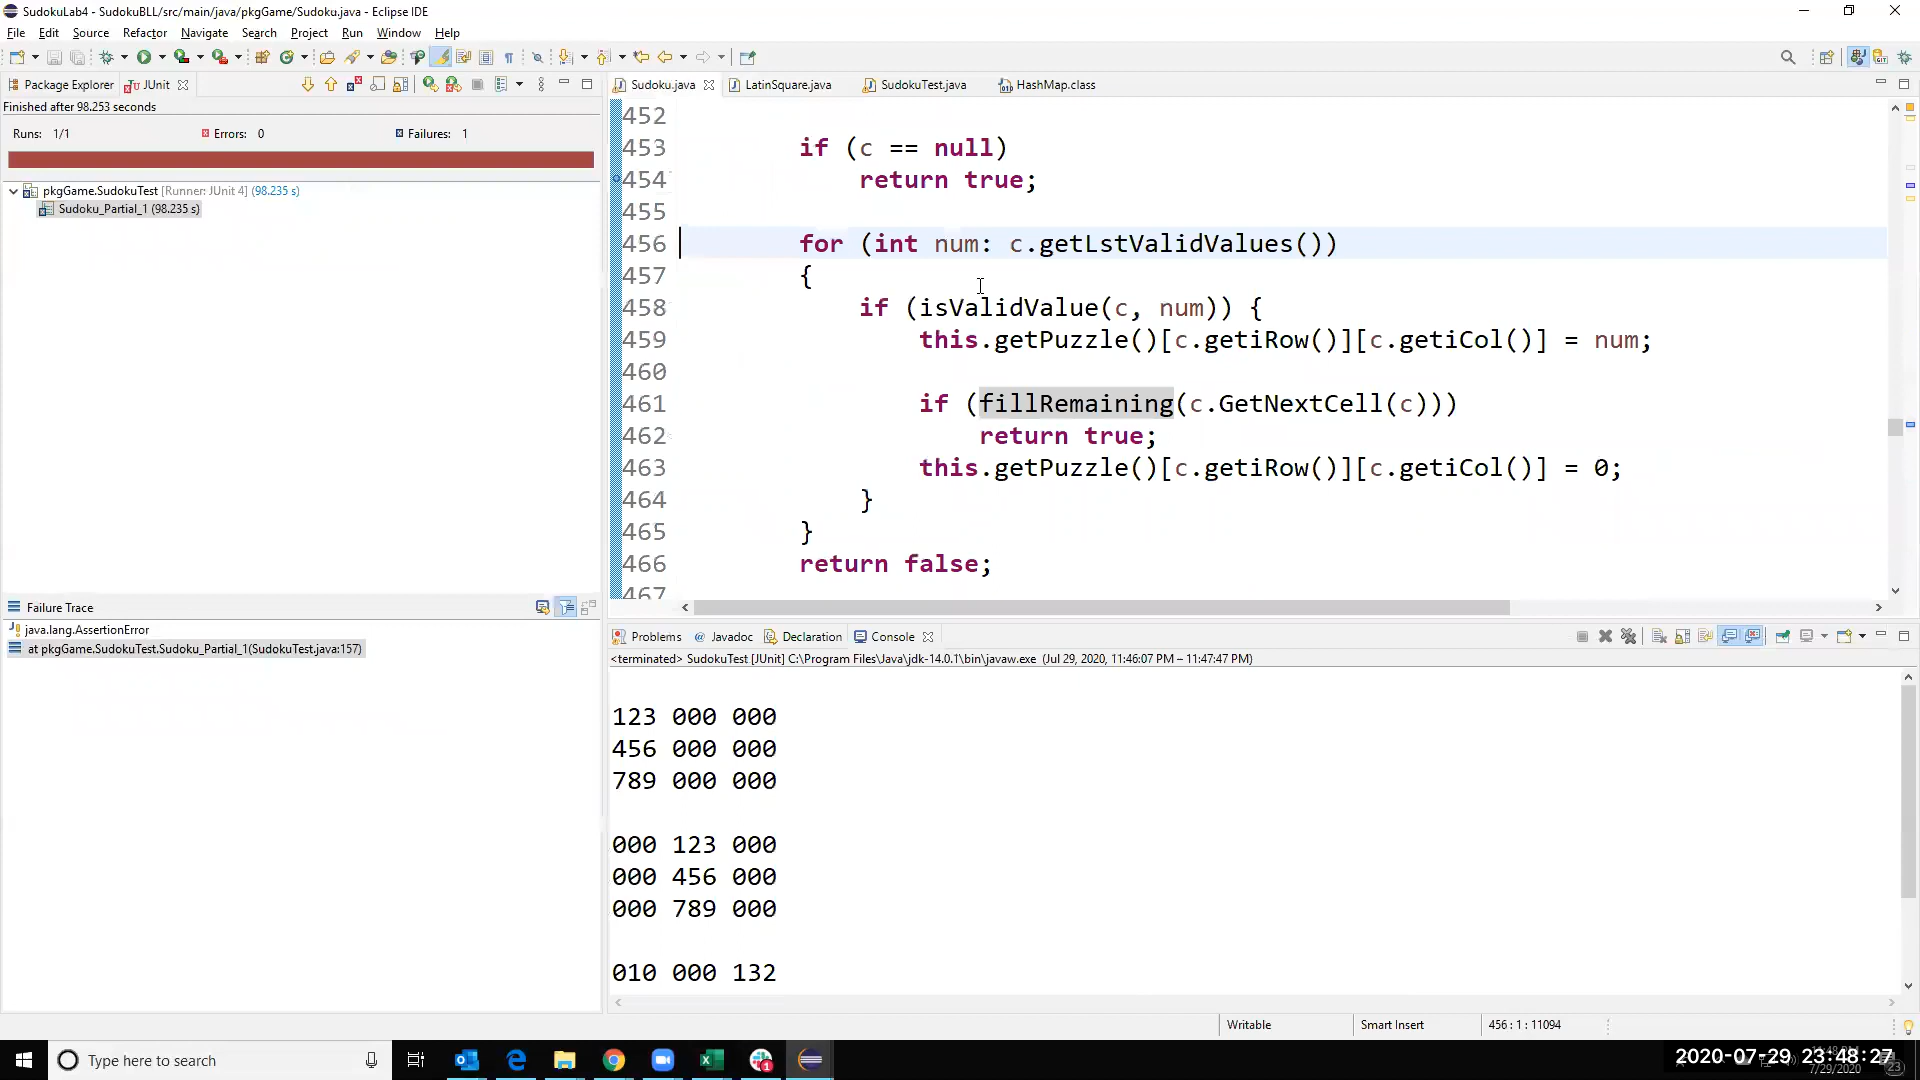 SudokuLab4 - SudokuBLL/src/main/java/pkgGame/Sudoku.java - Eclipse IDE
File Edit Source Refactor Navigate Search Project Run Window Help
Package Explorer JUnit
Finished after 98.253 seconds
Runs: 1/1 Errors: 0 Failures: 1
pkgGame.SudokuTest [Runner: JUnit 4] (98.235 s)
Sudoku_Partial_1 (98.235 s)
Failure Trace
java.lang.AssertionError
at pkgGame.SudokuTest.Sudoku_Partial_1(SudokuTest.java:157)
Sudoku.java LatinSquare.java SudokuTest.java HashMap.class
452
453 if (c == null)
454 return true;
455
456 for (int num: c.getLstValidValues())
457 {
458 if (isValidValue(c, num)) {
459 this.getPuzzle()[c.getiRow()][c.getiCol()] = num;
460
461 if (fillRemaining(c.GetNextCell(c)))
462 return true;
463 this.getPuzzle()[c.getiRow()][c.getiCol()] = 0;
464 }
465 }
466 return false;
467
Problems @ Javadoc Declaration Console
<terminated> SudokuTest [JUnit] C:\Program Files\Java\jdk-14.0.1\bin\javaw.exe (Jul 29, 2020, 11:46:07 PM – 11:47:47 PM)
123 000 000
456 000 000
789 000 000
000 123 000
000 456 000
000 789 000
010 000 132
Writable Smart Insert 456 : 1 : 11094
Type here to search
2020-07-29 23:48:27
7/29/2020
23